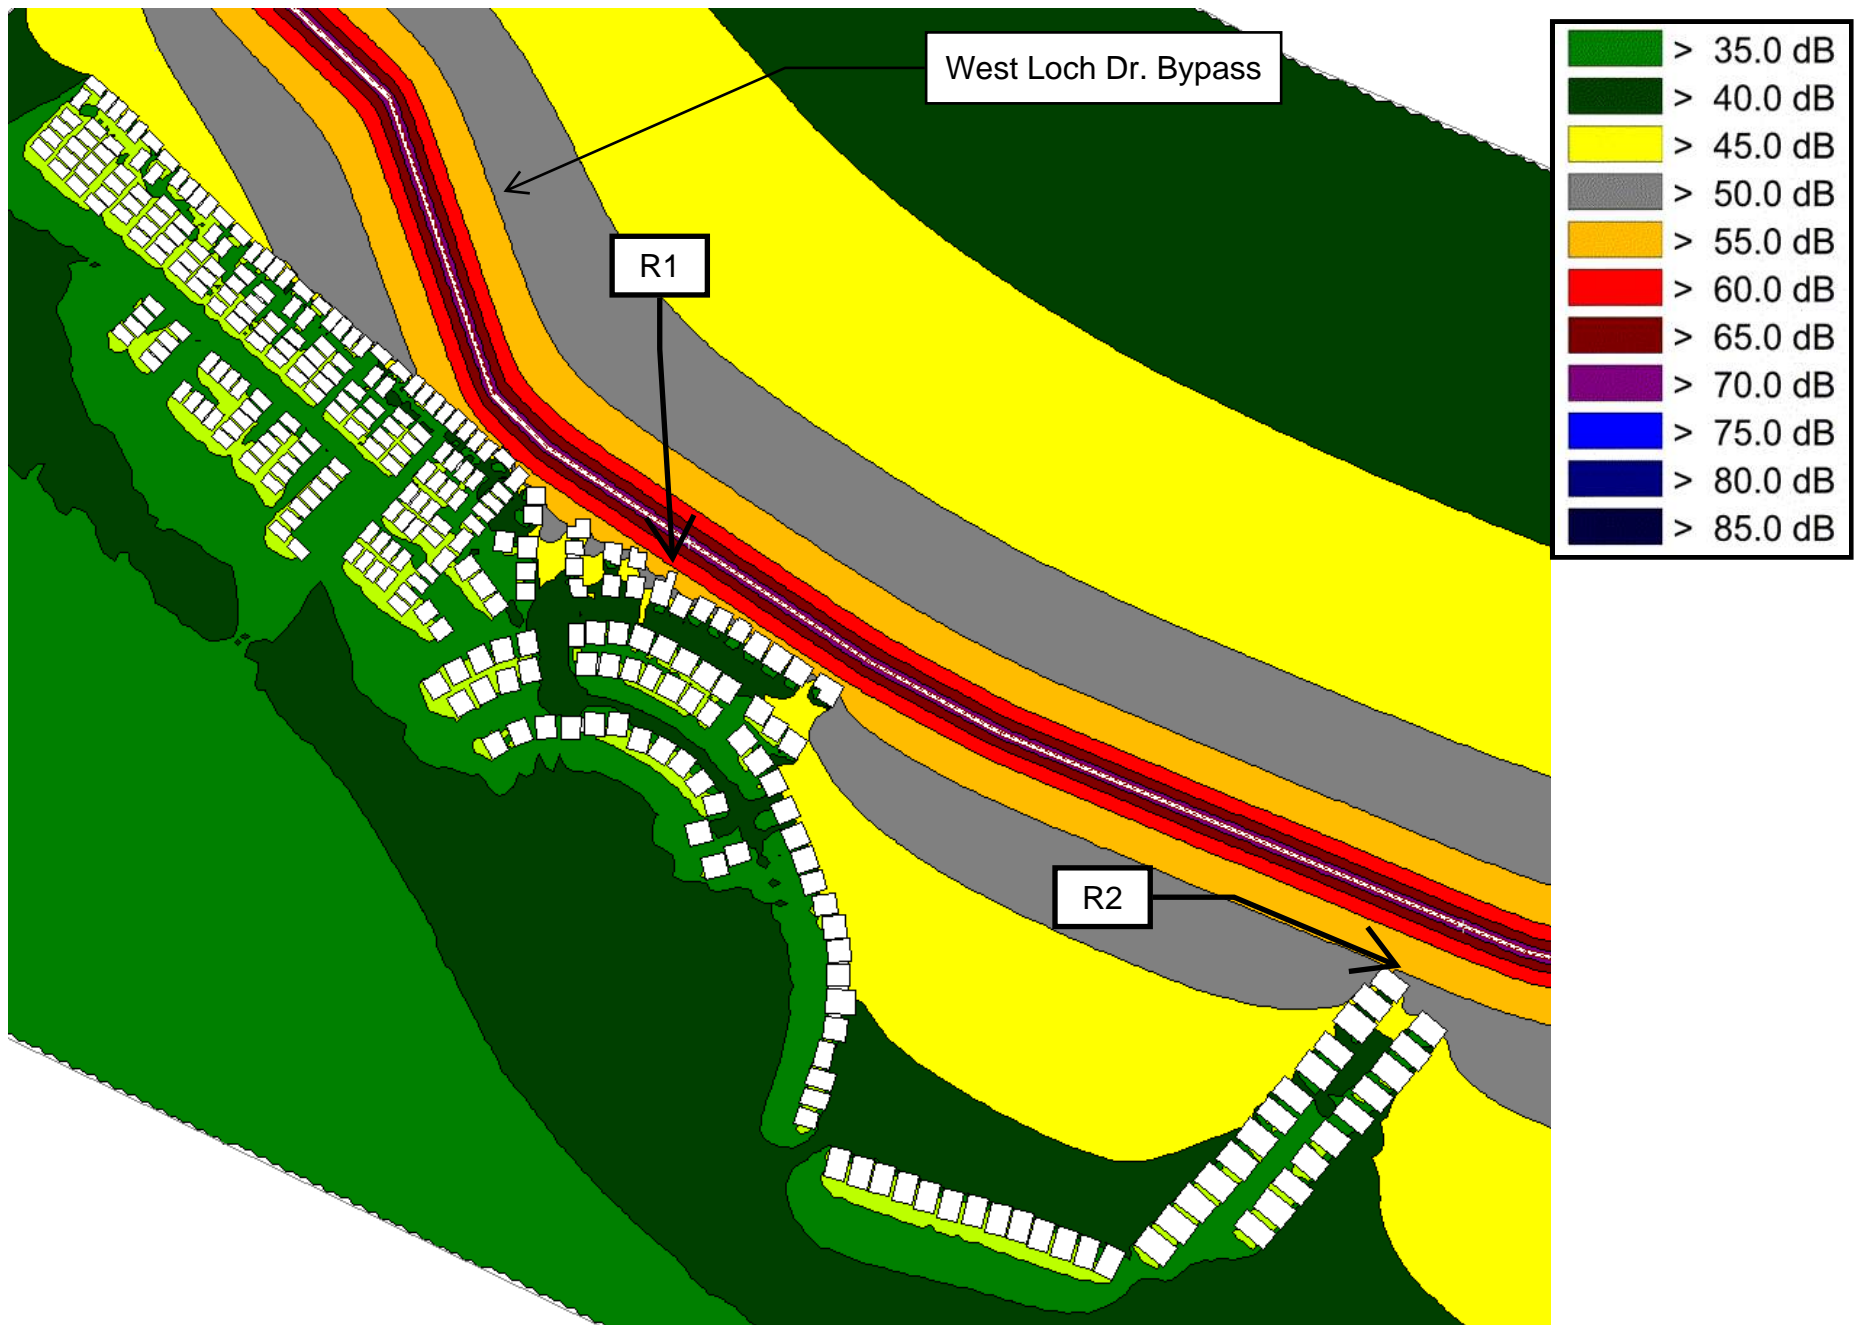 West Loch Dr. Bypass
R1
R2
> 35.0 dB
> 40.0 dB
> 45.0 dB
> 50.0 dB
> 55.0 dB
> 60.0 dB
> 65.0 dB
> 70.0 dB
> 75.0 dB
> 80.0 dB
> 85.0 dB